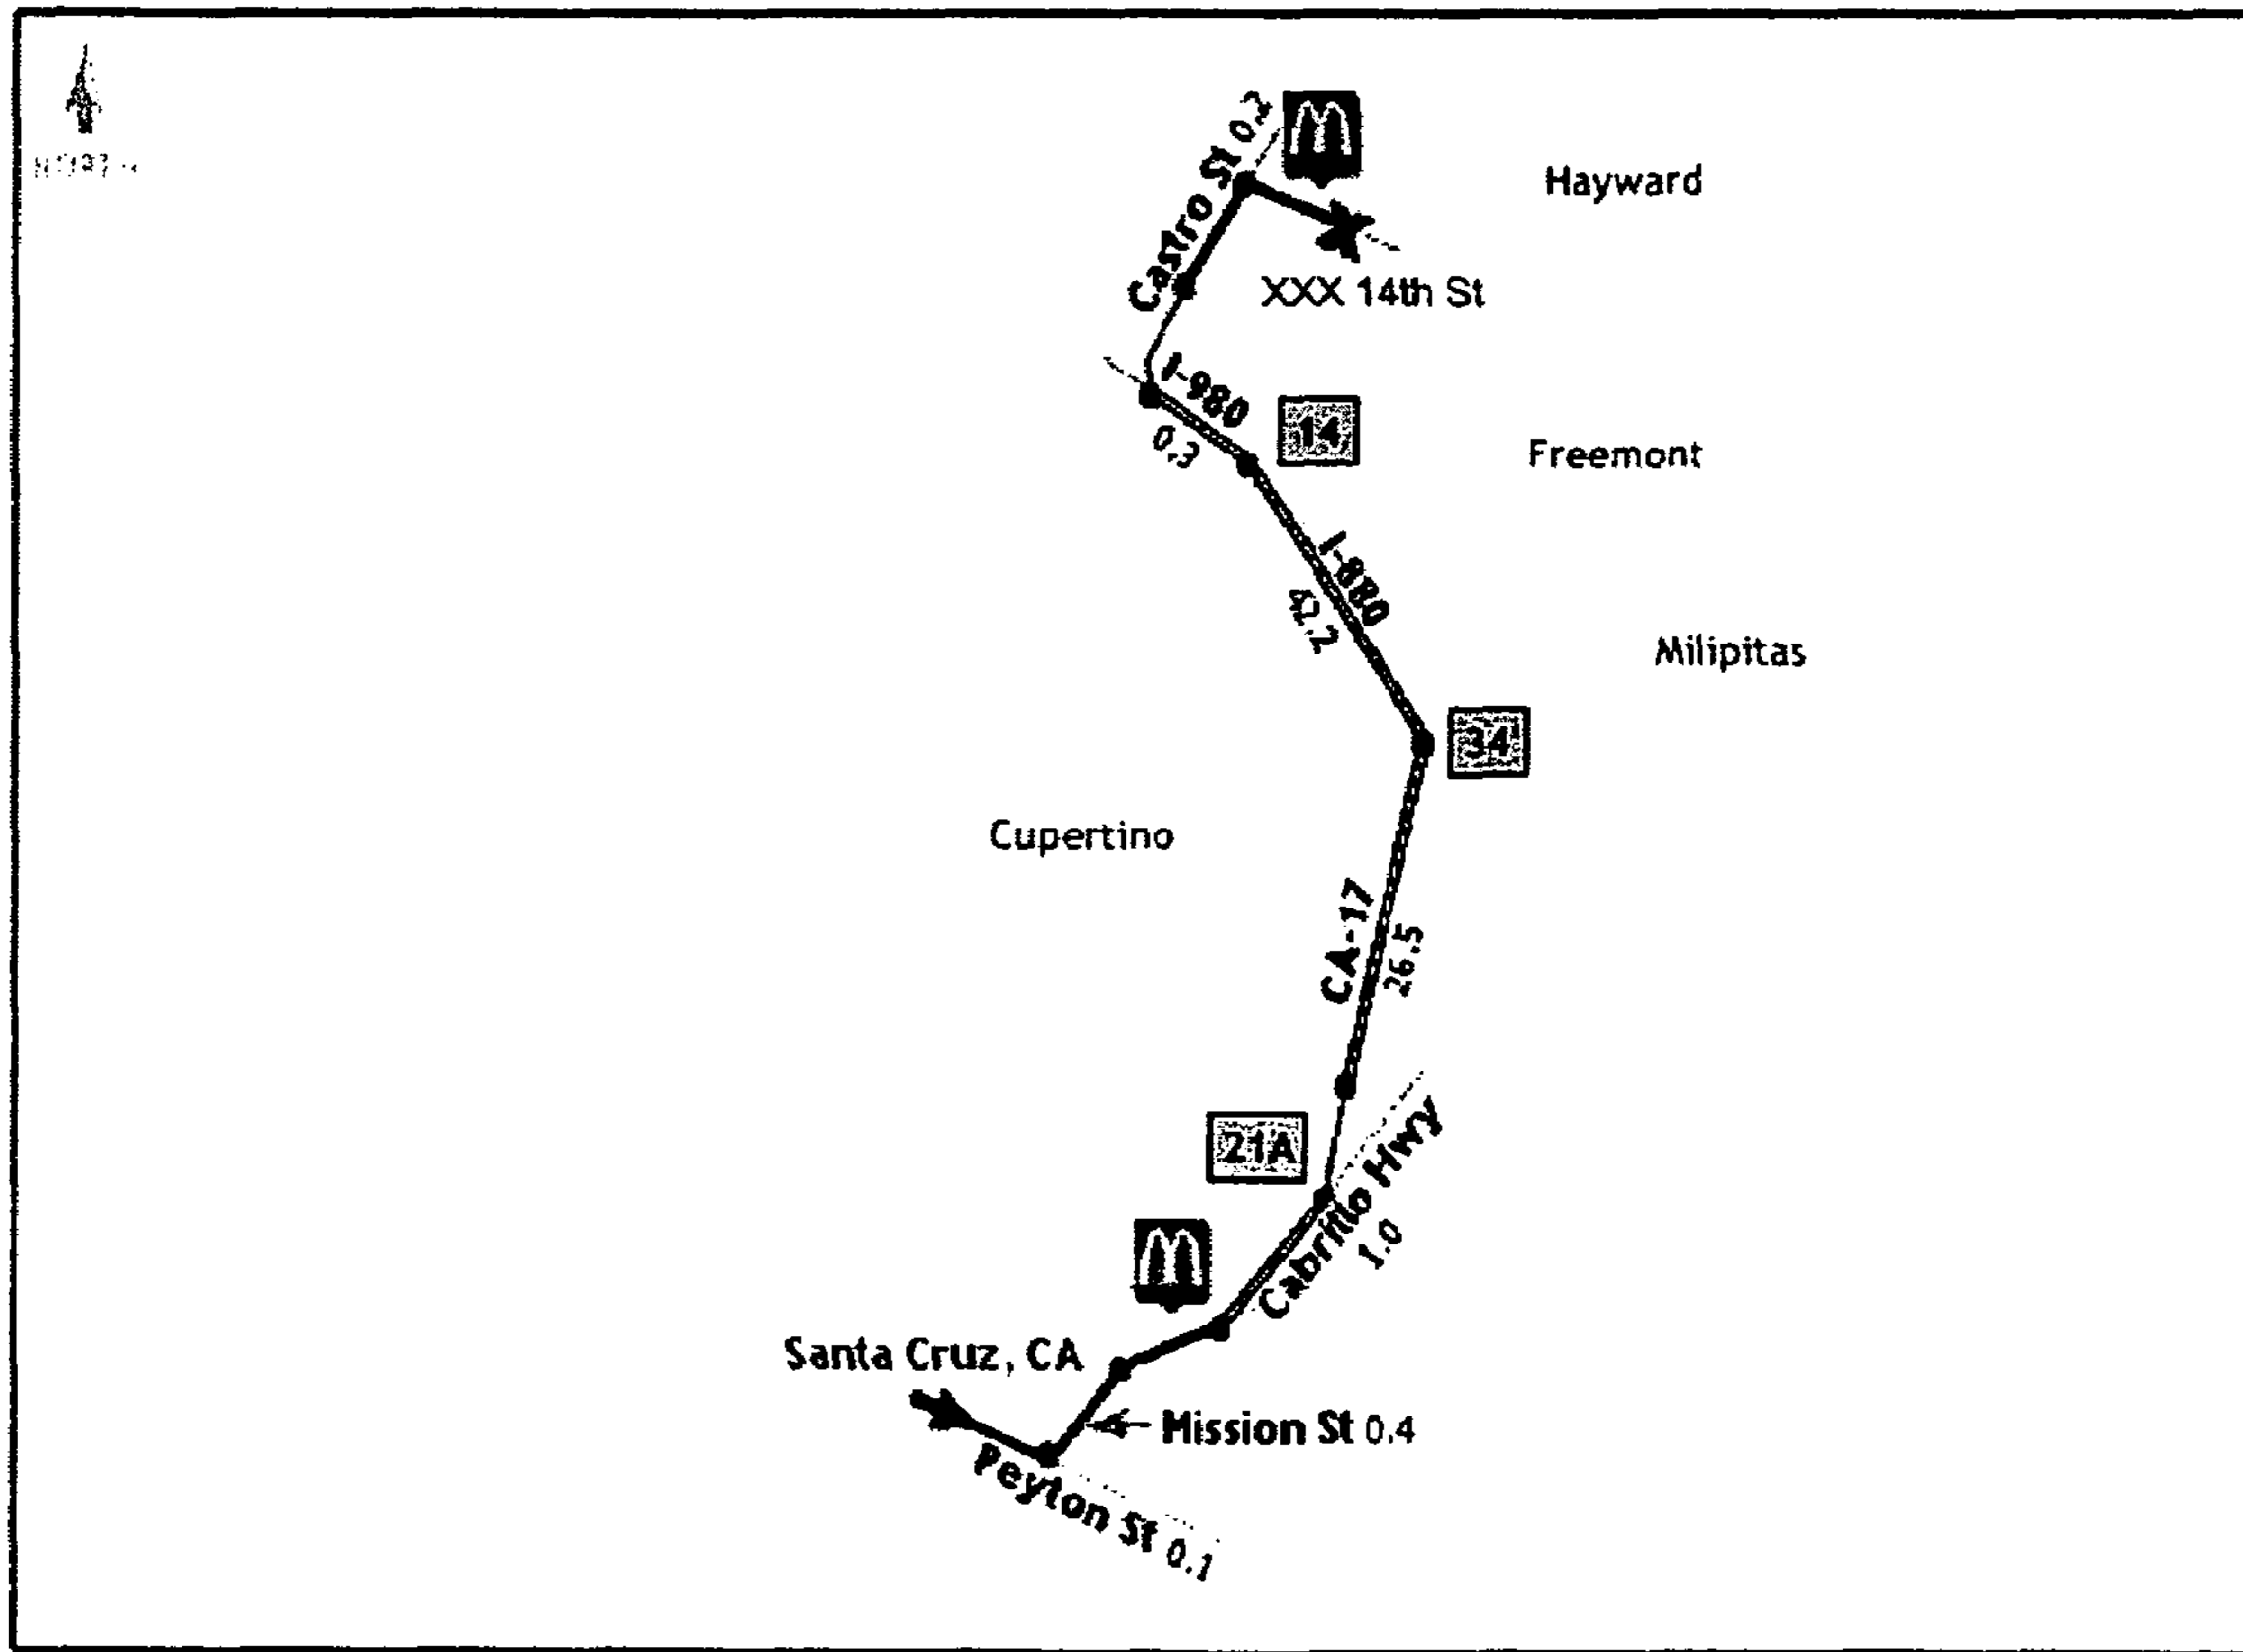 Castro St 0.2
Hayward
XXX 14th St
I-980
0.3
14
Freemont
I-880
42.2
Milipitas
34
Cupertino
CA-17
26.5
21A
Cabrillo Hwy
1.0
Santa Cruz, CA
Mission St 0.4
Peyton St 0.1